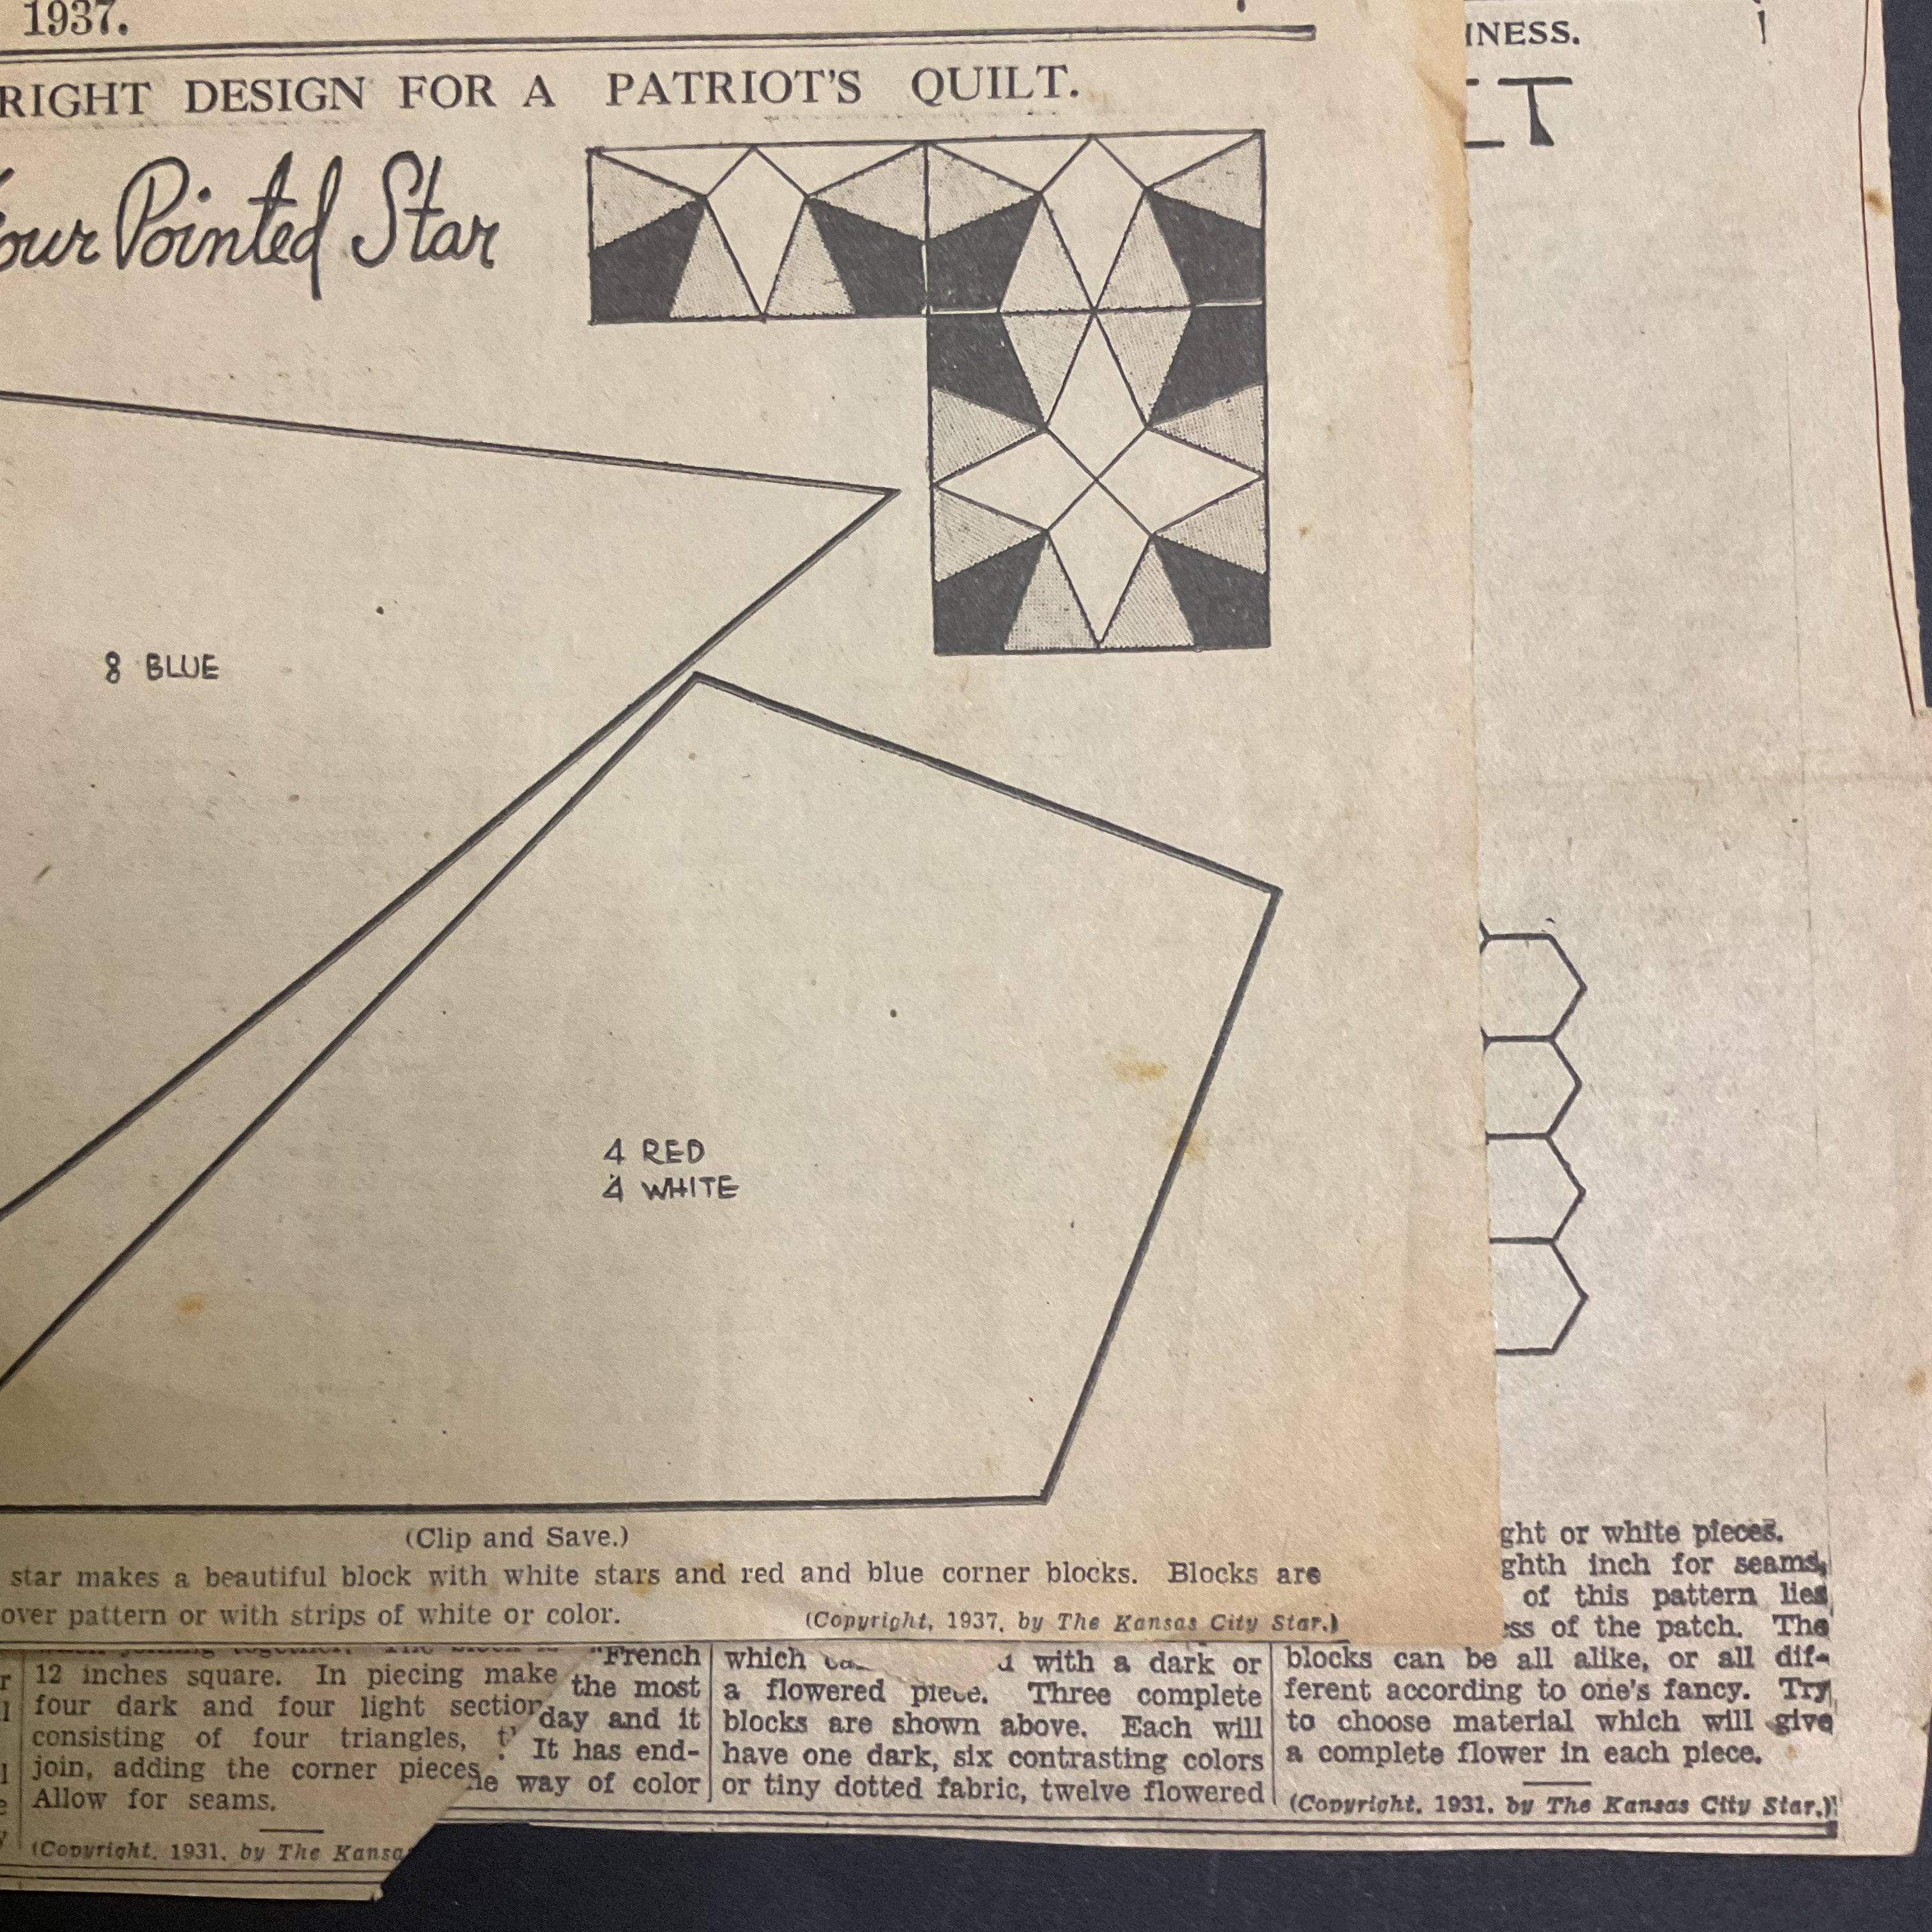 1937.
RIGHT DESIGN FOR A PATRIOT'S QUILT.
our Pointed Star
8 BLUE
4 RED
4 WHITE
(Clip and Save.)
star makes a beautiful block with white stars and red and blue corner blocks. Blocks are
over pattern or with strips of white or color.
(Copyright, 1937, by The Kansas City Star.)
INESS.
T
12 inches square. In piecing make
four dark and four light section
consisting of four triangles,
join, adding the corner pieces
Allow for seams.
(Copyright, 1931, by The Kansa
"French
the most
day and it
It has end-
way of color
which with a dark or
a flowered piece. Three complete
blocks are shown above. Each will
have one dark, six contrasting colors
or tiny dotted fabric, twelve flowered
ght or white pieces.
ghth inch for seams,
of this pattern lies
ess of the patch. The
blocks can be all alike, or all dif-
ferent according to one's fancy. Try
to choose material which will give
a complete flower in each piece.
(Copyright, 1931, by The Kansas City Star.)